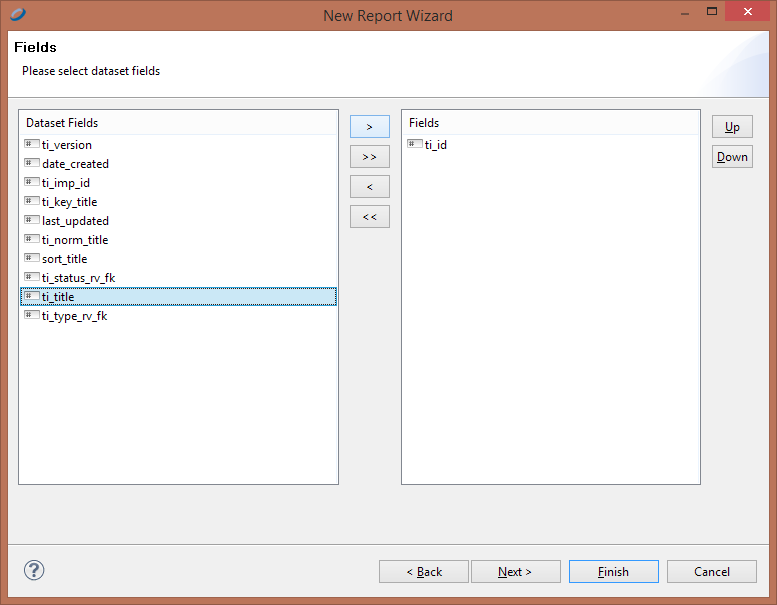 New Report Wizard
Fields
Please select dataset fields
Dataset Fields
ti_version
date_created
ti_imp_id
ti_key_title
last_updated
ti_norm_title
sort_title
ti_status_rv_fk
ti_title
ti_type_rv_fk
>
>>
<
<<
Fields
ti_id
Up
Down
?
< Back
Next >
Finish
Cancel